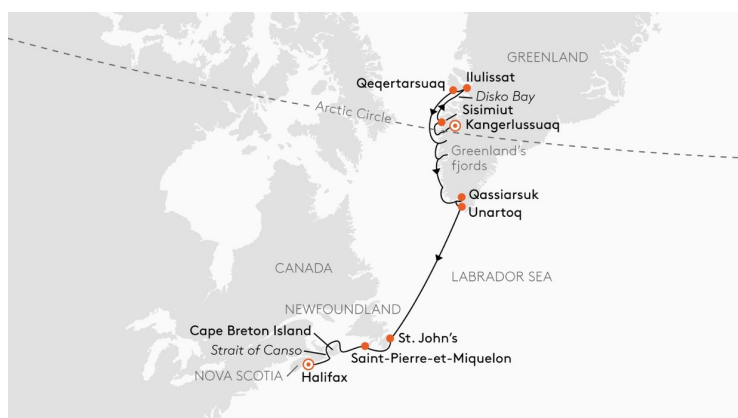 GREENLAND
Ilulissat
Qeqertarsuaq
Disko Bay
Sisimiut
Arctic Circle
Kangerlussuaq
Greenland's
fjords
Qassiarsuk
Unartoq
CANADA
LABRADOR SEA
NEWFOUNDLAND
Cape Breton Island
St. John's
Strait of Canso
Saint-Pierre-et-Miquelon
NOVA SCOTIA
Halifax